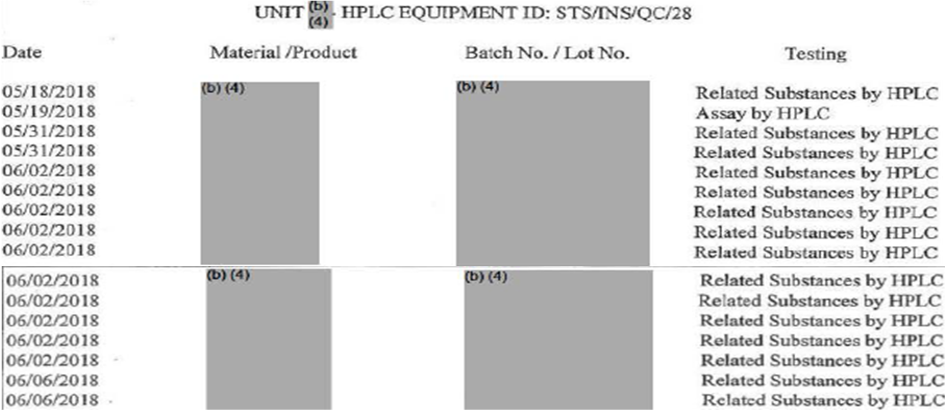 UNIT (b) (4) - HPLC EQUIPMENT ID: STS/INS/QC/28
Date Material /Product Batch No. / Lot No. Testing
05/18/2018 (b) (4) (b) (4) Related Substances by HPLC
05/19/2018 Assay by HPLC
05/31/2018 Related Substances by HPLC
05/31/2018 Related Substances by HPLC
06/02/2018 Related Substances by HPLC
06/02/2018 Related Substances by HPLC
06/02/2018 Related Substances by HPLC
06/02/2018 Related Substances by HPLC
06/02/2018 Related Substances by HPLC
06/02/2018 (b) (4) (b) (4) Related Substances by HPLC
06/02/2018 Related Substances by HPLC
06/02/2018 Related Substances by HPLC
06/02/2018 Related Substances by HPLC
06/02/2018 Related Substances by HPLC
06/06/2018 Related Substances by HPLC
06/06/2018 Related Substances by HPLC